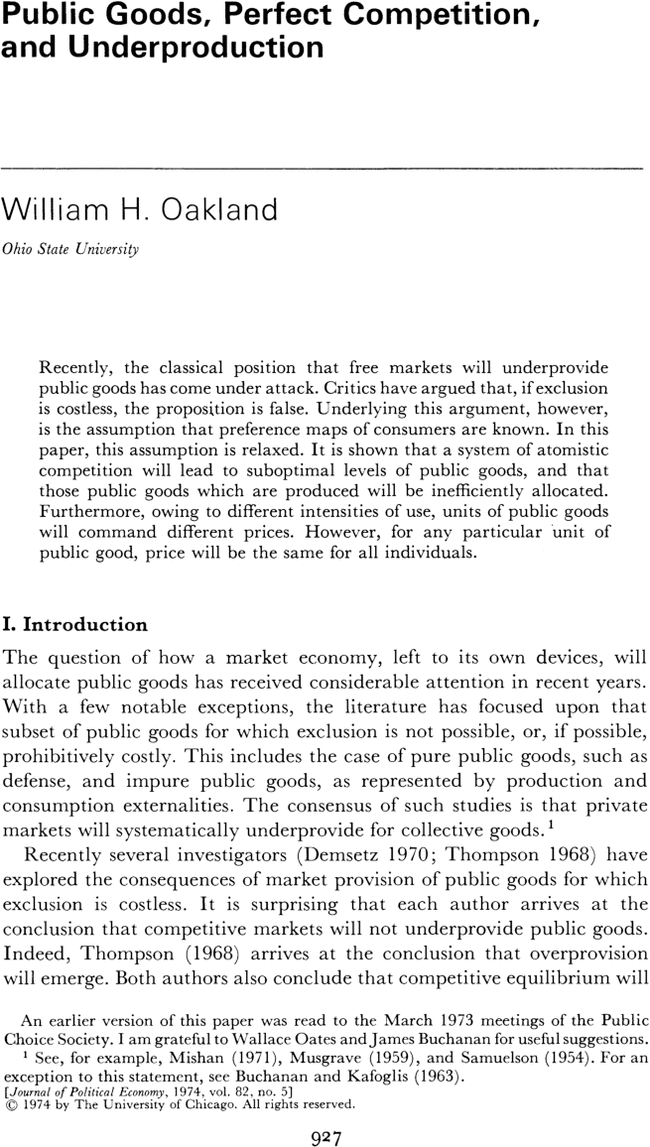 Public Goods, Perfect Competition,
and Underproduction
William H. Oakland
Ohio State University
Recently, the classical position that free markets will underprovide
public goods has come under attack. Critics have argued that, if exclusion
is costless, the proposition is false. Underlying this argument, however,
is the assumption that preference maps of consumers are known. In this
paper, this assumption is relaxed. It is shown that a system of atomistic
competition will lead to suboptimal levels of public goods, and that
those public goods which are produced will be inefficiently allocated.
Furthermore, owing to different intensities of use, units of public goods
will command different prices. However, for any particular unit of
public good, price will be the same for all individuals.
I. Introduction
The question of how a market economy, left to its own devices, will
allocate public goods has received considerable attention in recent years.
With a few notable exceptions, the literature has focused upon that
subset of public goods for which exclusion is not possible, or, if possible,
prohibitively costly. This includes the case of pure public goods, such as
defense, and impure public goods, as represented by production and
consumption externalities. The consensus of such studies is that private
markets will systematically underprovide for collective goods.¹
Recently several investigators (Demsetz 1970; Thompson 1968) have
explored the consequences of market provision of public goods for which
exclusion is costless. It is surprising that each author arrives at the
conclusion that competitive markets will not underprovide public goods.
Indeed, Thompson (1968) arrives at the conclusion that overprovision
will emerge. Both authors also conclude that competitive equilibrium will
An earlier version of this paper was read to the March 1973 meetings of the Public
Choice Society. I am grateful to Wallace Oates and James Buchanan for useful suggestions.
¹ See, for example, Mishan (1971), Musgrave (1959), and Samuelson (1954). For an
exception to this statement, see Buchanan and Kafoglis (1963).
[Journal of Political Economy, 1974, vol. 82, no. 5]
© 1974 by The University of Chicago. All rights reserved.
927